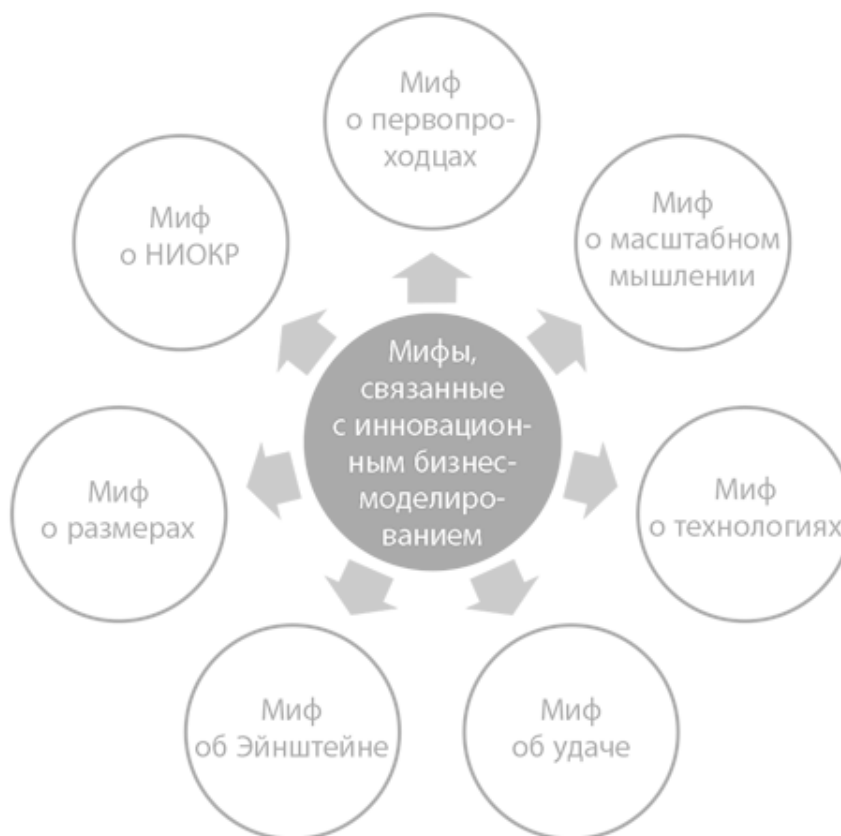 Миф
о первопро-
ходцах
Миф
о масштабном
мышлении
Миф
о технологиях
Миф
об удаче
Миф
об Эйнштейне
Миф
о размерах
Миф
о НИОКР
Мифы,
связанные
с инновацион-
ным бизнес-
моделиро-
ванием